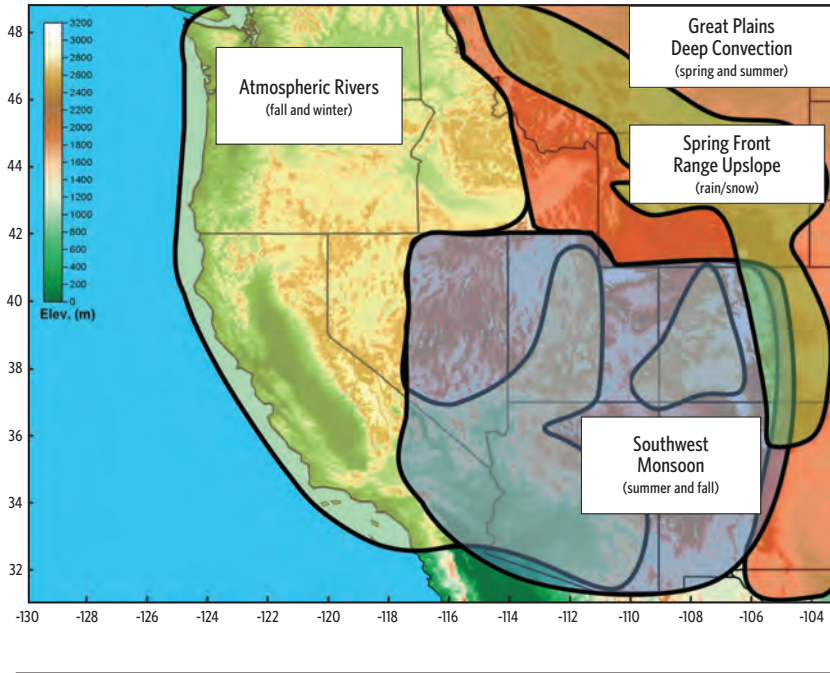 3200
3000
2800
2600
2400
2200
2000
1800
1600
1400
1200
1000
800
600
400
200
0
Elev. (m)
Atmospheric Rivers
(fall and winter)
Great Plains
Deep Convection
(spring and summer)
Spring Front
Range Upslope
(rain/snow)
Southwest
Monsoon
(summer and fall)
48
46
44
42
40
38
36
34
32
-130 -128 -126 -124 -122 -120 -118 -116 -114 -112 -110 -108 -106 -104